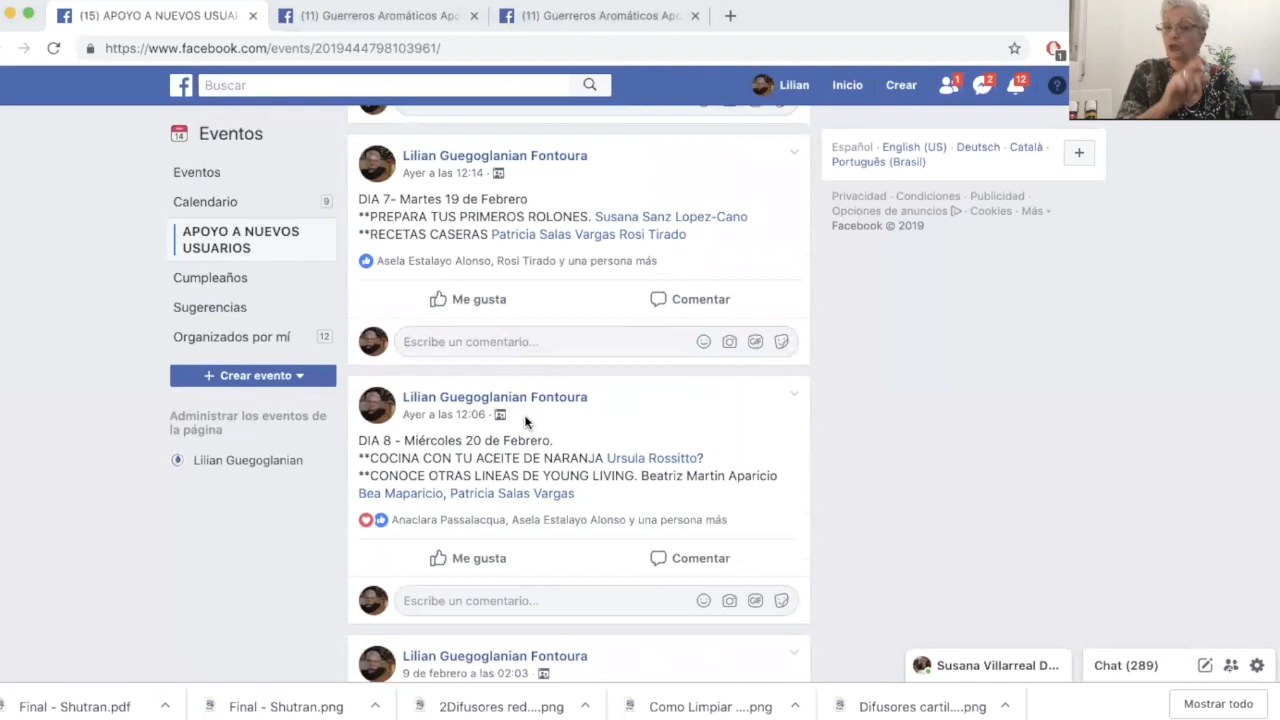 (15) APOYO A NUEVOS USUA
(11) Guerreros Aromáticos Apo
(11) Guerreros Aromáticos Apo
https://www.facebook.com/events/2019444798103961/
1
Buscar
Lilian
Inicio
Crear
1
2
12
?
14
Eventos
Eventos
Calendario
9
APOYO A NUEVOS
USUARIOS
Cumpleaños
Sugerencias
Organizados por mí
12
+ Crear evento
Administrar los eventos de
la página
Lilian Guegoglanian
Lilian Guegoglanian Fontoura
Ayer a las 12:14 ·
DIA 7- Martes 19 de Febrero
**PREPARA TUS PRIMEROS ROLONES. Susana Sanz Lopez-Cano
**RECETAS CASERAS Patricia Salas Vargas Rosi Tirado
Asela Estalayo Alonso, Rosi Tirado y una persona más
Me gusta
Comentar
Escribe un comentario...
GIF
Lilian Guegoglanian Fontoura
Ayer a las 12:06 ·
DIA 8 - Miércoles 20 de Febrero.
**COCINA CON TU ACEITE DE NARANJA Ursula Rossitto?
**CONOCE OTRAS LINEAS DE YOUNG LIVING. Beatriz Martin Aparicio
Bea Maparicio, Patricia Salas Vargas
Anaclara Passalacqua, Asela Estalayo Alonso y una persona más
Me gusta
Comentar
Escribe un comentario...
GIF
Lilian Guegoglanian Fontoura
9 de febrero a las 02:03 ·
Español · English (US) · Deutsch · Català ·
Português (Brasil)
Privacidad · Condiciones · Publicidad ·
Opciones de anuncios · Cookies · Más
Facebook © 2019
Susana Villarreal D...
Chat (289)
Final - Shutran.pdf
Final - Shutran.png
2Difusores red....png
Como Limpiar ....png
Difusores cartil....png
Mostrar todo